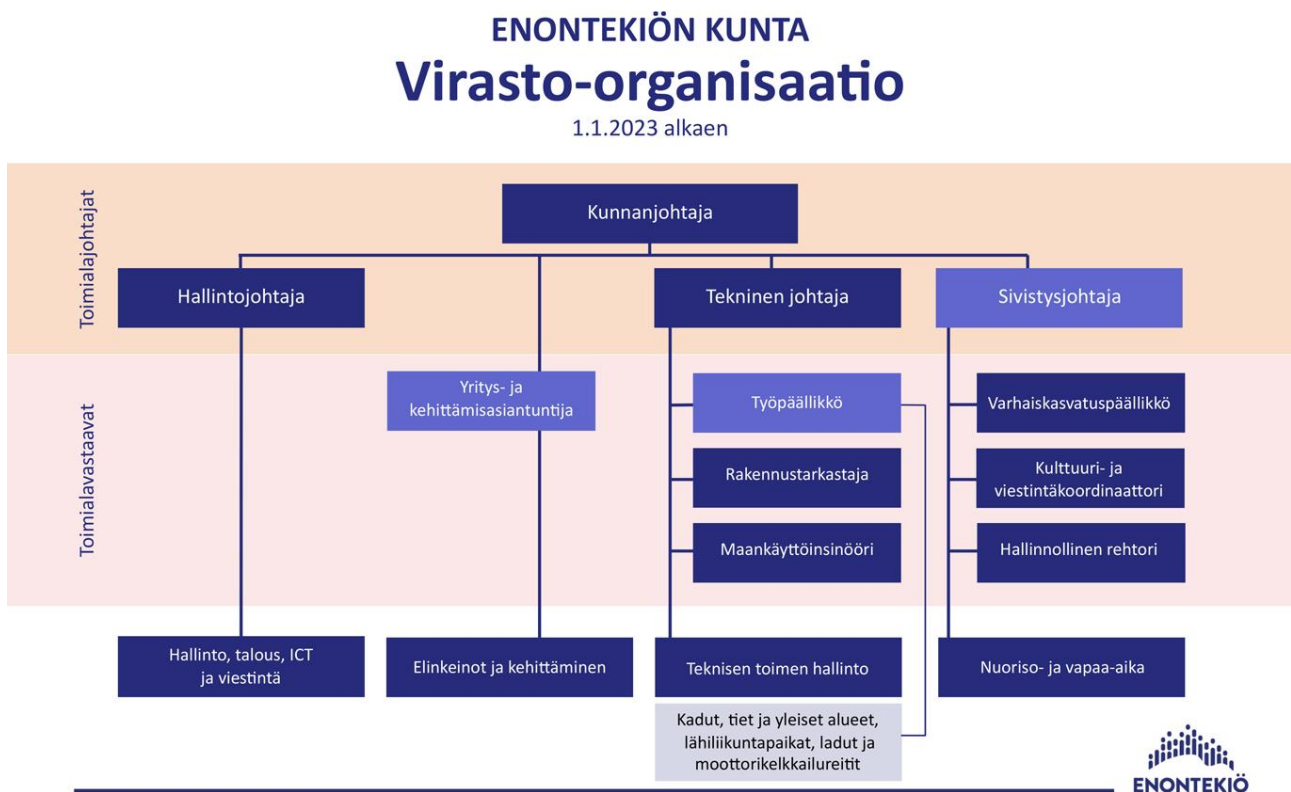 ENONTEKIÖN KUNTA
Virasto-organisaatio
1.1.2023 alkaen
Toimialajohtajat
Kunnanjohtaja
Hallintojohtaja
Tekninen johtaja
Sivistysjohtaja
Toimialavastaavat
Yritys- ja
kehittämisasiantuntija
Työpäällikkö
Varhaiskasvatuspäällikkö
Rakennustarkastaja
Kulttuuri- ja
viestintäkoordinaattori
Maankäyttöinsinööri
Hallinnollinen rehtori
Hallinto, talous, ICT
ja viestintä
Elinkeinot ja kehittäminen
Teknisen toimen hallinto
Nuoriso- ja vapaa-aika
Kadut, tiet ja yleiset alueet,
lähiliikuntapaikat, ladut ja
moottorikelkkailureitit
ENONTEKIÖ